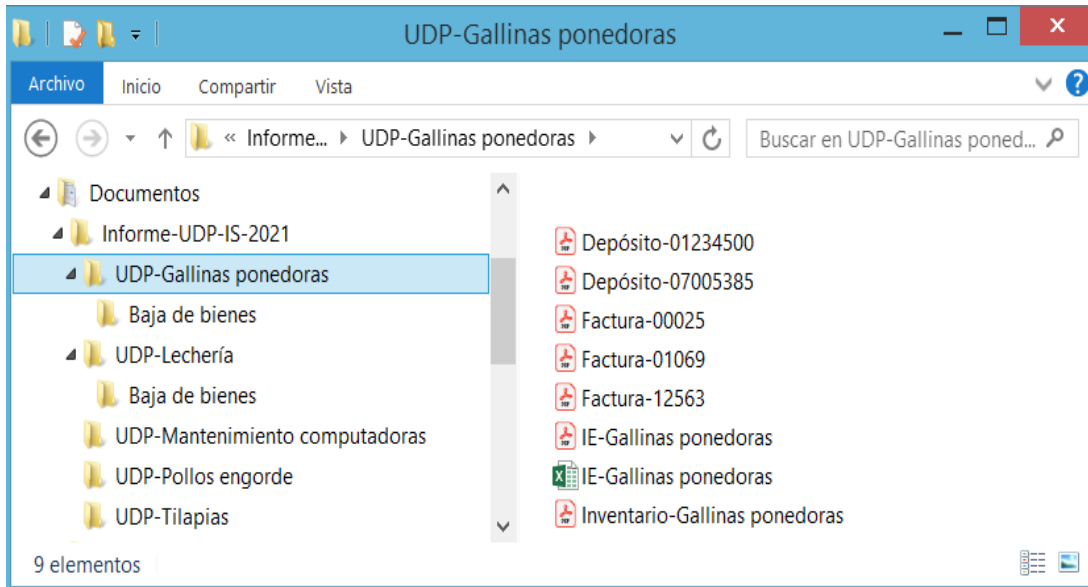 UDP-Gallinas ponedoras
Archivo Inicio Compartir Vista
« Informe... UDP-Gallinas ponedoras
Buscar en UDP-Gallinas poned...
Documentos
Informe-UDP-IS-2021
UDP-Gallinas ponedoras
Baja de bienes
UDP-Lechería
Baja de bienes
UDP-Mantenimiento computadoras
UDP-Pollos engorde
UDP-Tilapias
Depósito-01234500
Depósito-07005385
Factura-00025
Factura-01069
Factura-12563
IE-Gallinas ponedoras
IE-Gallinas ponedoras
Inventario-Gallinas ponedoras
9 elementos